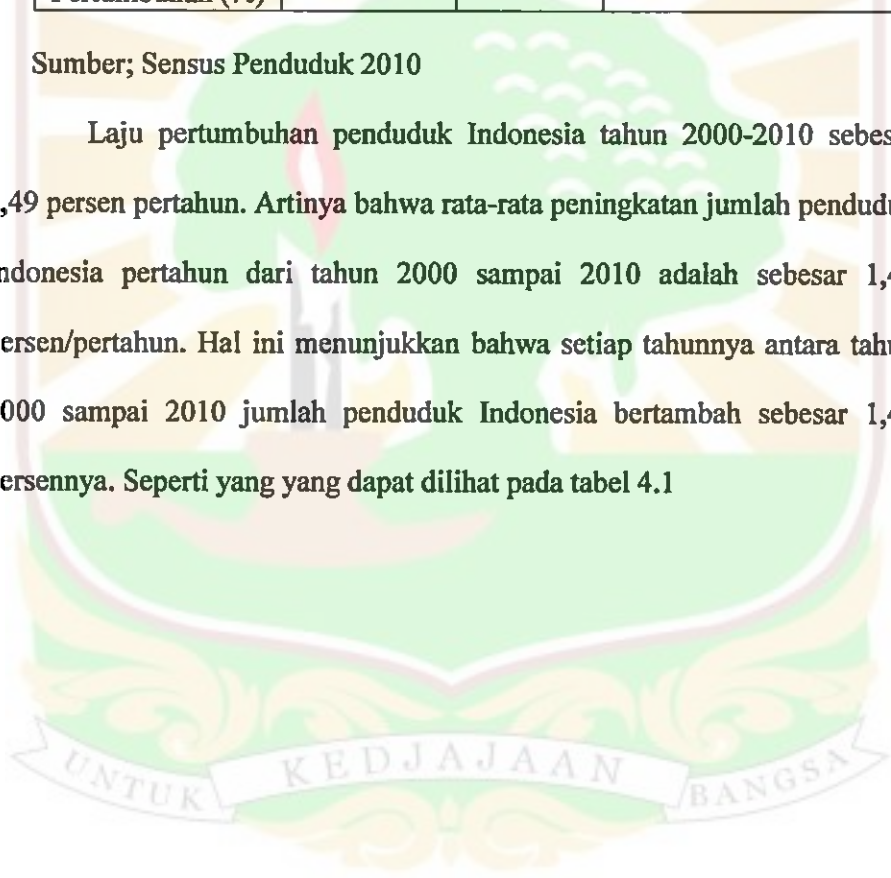 (%)
Sumber; Sensus Penduduk 2010
Laju pertumbuhan penduduk Indonesia tahun 2000-2010
,49 persen pertahun. Artinya bahwa rata-rata peningkatan jumlah
ndonesia pertahun dari tahun 2000 sampai 2010 adalah sebesar 1,4
ersen/pertahun. Hal ini menunjukkan bahwa setiap tahunnya antara
000 sampai 2010 jumlah penduduk Indonesia bertambah sebesar 1,4
ersennya. Seperti yang yang dapat dilihat pada tabel 4.1
UNTUK KEDJAJAAN BANGSA